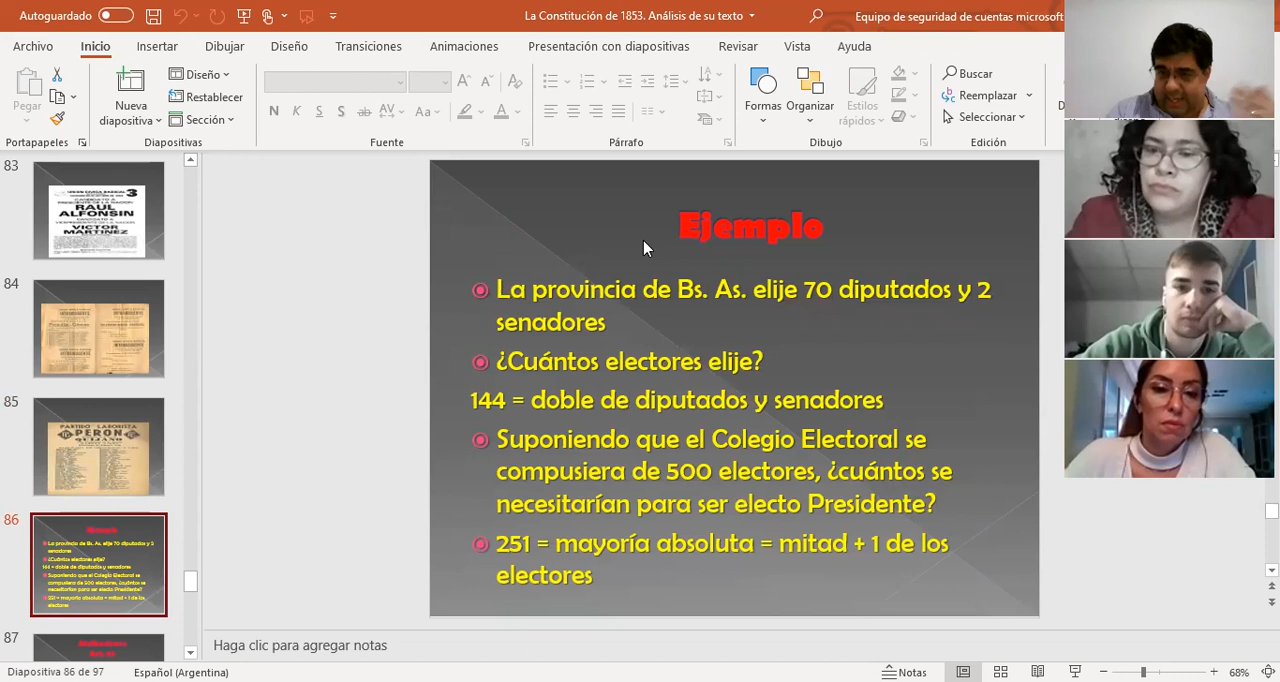 Autoguardado
La Constitución de 1853. Análisis de su texto
Equipo de seguridad de cuentas microsoft
Archivo Inicio Insertar Dibujar Diseño Transiciones Animaciones Presentación con diapositivas Revisar Vista Ayuda
Pegar
Nueva diapositiva
Diseño
Restablecer
Sección
N K S S ab AV Aa A
Formas
Organizar
Estilos rápidos
Buscar
Reemplazar
Seleccionar
Portapapeles Diapositivas Fuente Párrafo Dibujo Edición
83
3
RAUL
ALFONSIN
VICTOR
MARTINEZ
84
85
PARTIDO LABORISTA
PERON
QUIJANO
86
87
Ejemplo
La provincia de Bs. As. elije 70 diputados y 2
senadores
¿Cuántos electores elije?
144 = doble de diputados y senadores
Suponiendo que el Colegio Electoral se
compusiera de 500 electores, ¿cuántos se
necesitarían para ser electo Presidente?
251 = mayoría absoluta = mitad + 1 de los
electores
Haga clic para agregar notas
Diapositiva 86 de 97 Español (Argentina) Notas 68%